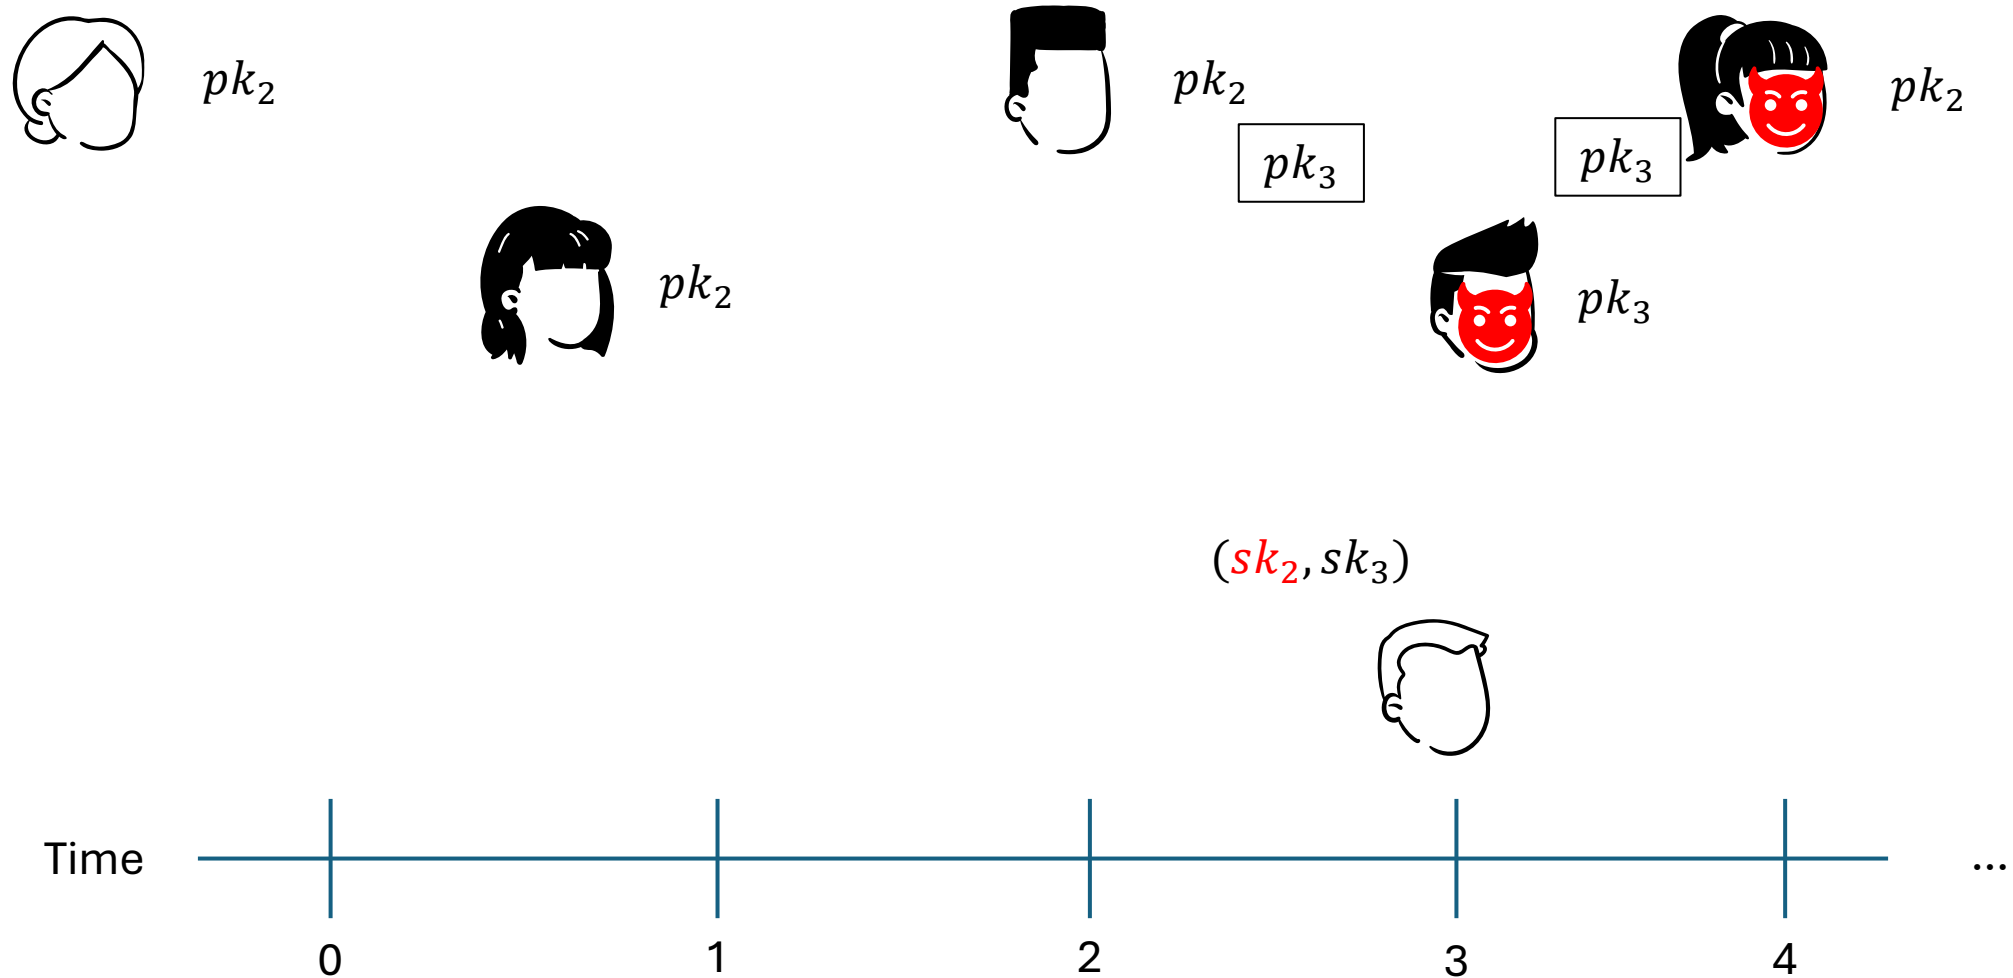 pk₂
pk₂
pk₂
pk₃
pk₃
pk₂
pk₃
(sk₂, sk₃)
Time
0
1
2
3
4
...